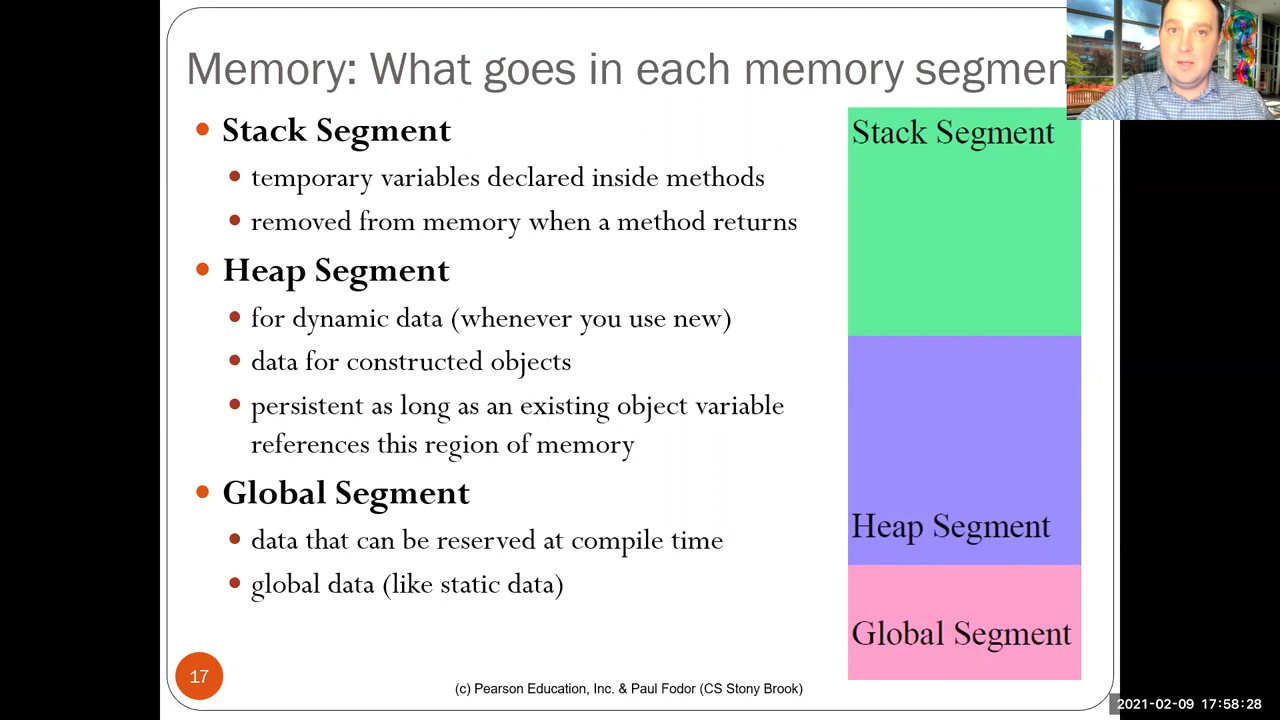 Memory: What goes in each memory segmen
• Stack Segment
• temporary variables declared inside methods
• removed from memory when a method returns
• Heap Segment
• for dynamic data (whenever you use new)
• data for constructed objects
• persistent as long as an existing object variable
references this region of memory
• Global Segment
• data that can be reserved at compile time
• global data (like static data)
Stack Segment
Heap Segment
Global Segment
17
(c) Pearson Education, Inc. & Paul Fodor (CS Stony Brook)
2021-02-09 17:58:28